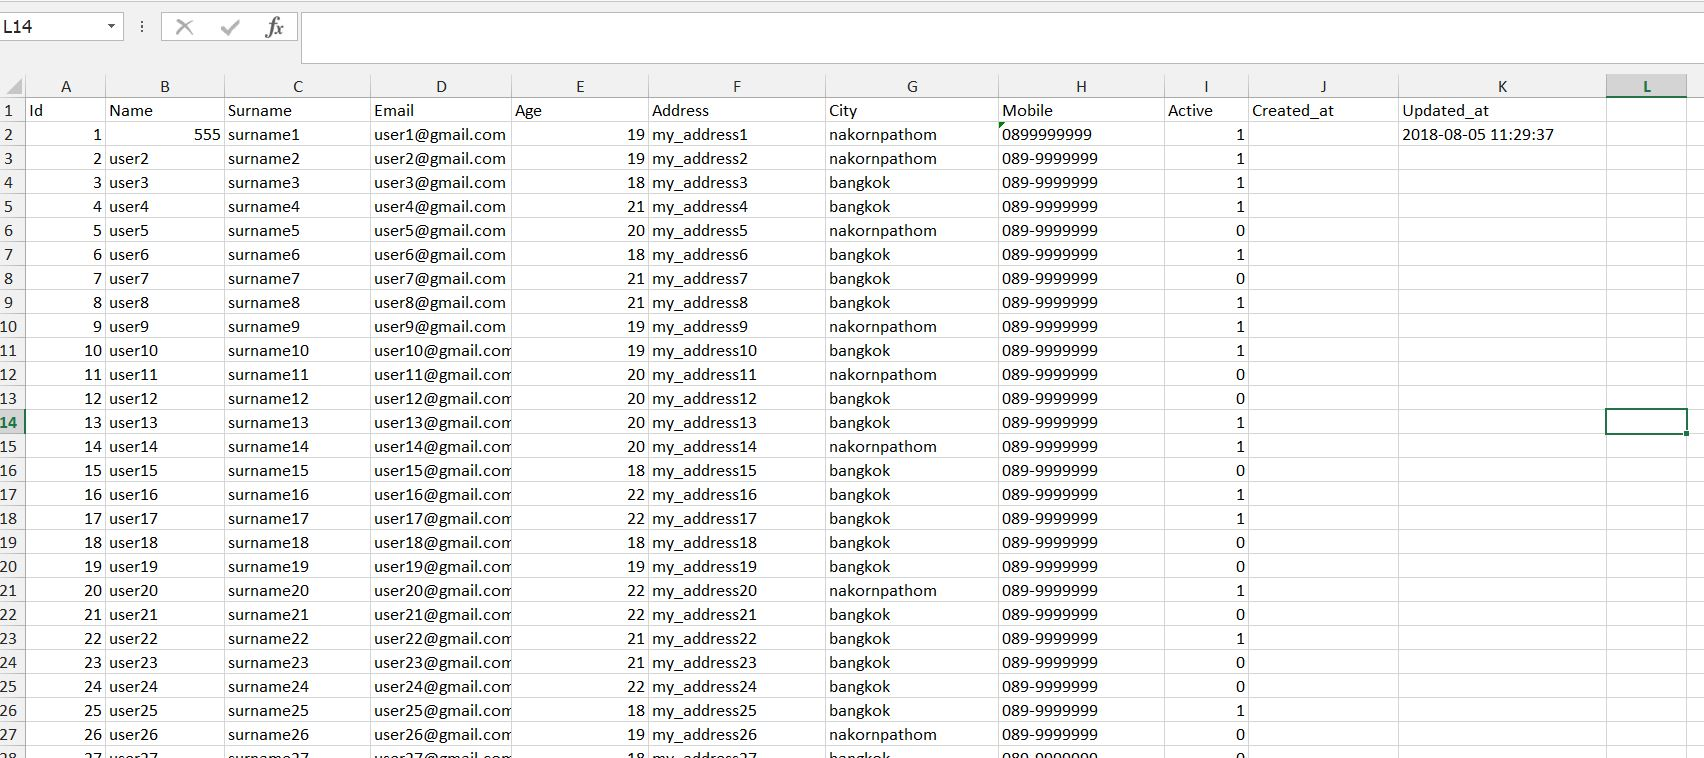 L14 fx
A B C D E F G H I J K L
1 Id Name Surname Email Age Address City Mobile Active Created_at Updated_at
2 1 555 surname1 user1@gmail.com 19 my_address1 nakornpathom 0899999999 1 2018-08-05 11:29:37
3 2 user2 surname2 user2@gmail.com 19 my_address2 nakornpathom 089-9999999 1
4 3 user3 surname3 user3@gmail.com 18 my_address3 bangkok 089-9999999 1
5 4 user4 surname4 user4@gmail.com 21 my_address4 bangkok 089-9999999 1
6 5 user5 surname5 user5@gmail.com 20 my_address5 nakornpathom 089-9999999 0
7 6 user6 surname6 user6@gmail.com 18 my_address6 bangkok 089-9999999 1
8 7 user7 surname7 user7@gmail.com 21 my_address7 bangkok 089-9999999 0
9 8 user8 surname8 user8@gmail.com 21 my_address8 bangkok 089-9999999 1
10 9 user9 surname9 user9@gmail.com 19 my_address9 nakornpathom 089-9999999 1
11 10 user10 surname10 user10@gmail.com 19 my_address10 bangkok 089-9999999 1
12 11 user11 surname11 user11@gmail.com 20 my_address11 nakornpathom 089-9999999 0
13 12 user12 surname12 user12@gmail.com 20 my_address12 bangkok 089-9999999 0
14 13 user13 surname13 user13@gmail.com 20 my_address13 bangkok 089-9999999 1
15 14 user14 surname14 user14@gmail.com 20 my_address14 nakornpathom 089-9999999 1
16 15 user15 surname15 user15@gmail.com 18 my_address15 bangkok 089-9999999 0
17 16 user16 surname16 user16@gmail.com 22 my_address16 bangkok 089-9999999 1
18 17 user17 surname17 user17@gmail.com 22 my_address17 bangkok 089-9999999 1
19 18 user18 surname18 user18@gmail.com 18 my_address18 bangkok 089-9999999 0
20 19 user19 surname19 user19@gmail.com 19 my_address19 bangkok 089-9999999 0
21 20 user20 surname20 user20@gmail.com 22 my_address20 nakornpathom 089-9999999 1
22 21 user21 surname21 user21@gmail.com 22 my_address21 bangkok 089-9999999 0
23 22 user22 surname22 user22@gmail.com 21 my_address22 bangkok 089-9999999 1
24 23 user23 surname23 user23@gmail.com 21 my_address23 bangkok 089-9999999 0
25 24 user24 surname24 user24@gmail.com 22 my_address24 bangkok 089-9999999 0
26 25 user25 surname25 user25@gmail.com 18 my_address25 bangkok 089-9999999 1
27 26 user26 surname26 user26@gmail.com 19 my_address26 nakornpathom 089-9999999 0
28 27 user27 surname27 user27@gmail.com 18 my_address27 bangkok 089-9999999 0